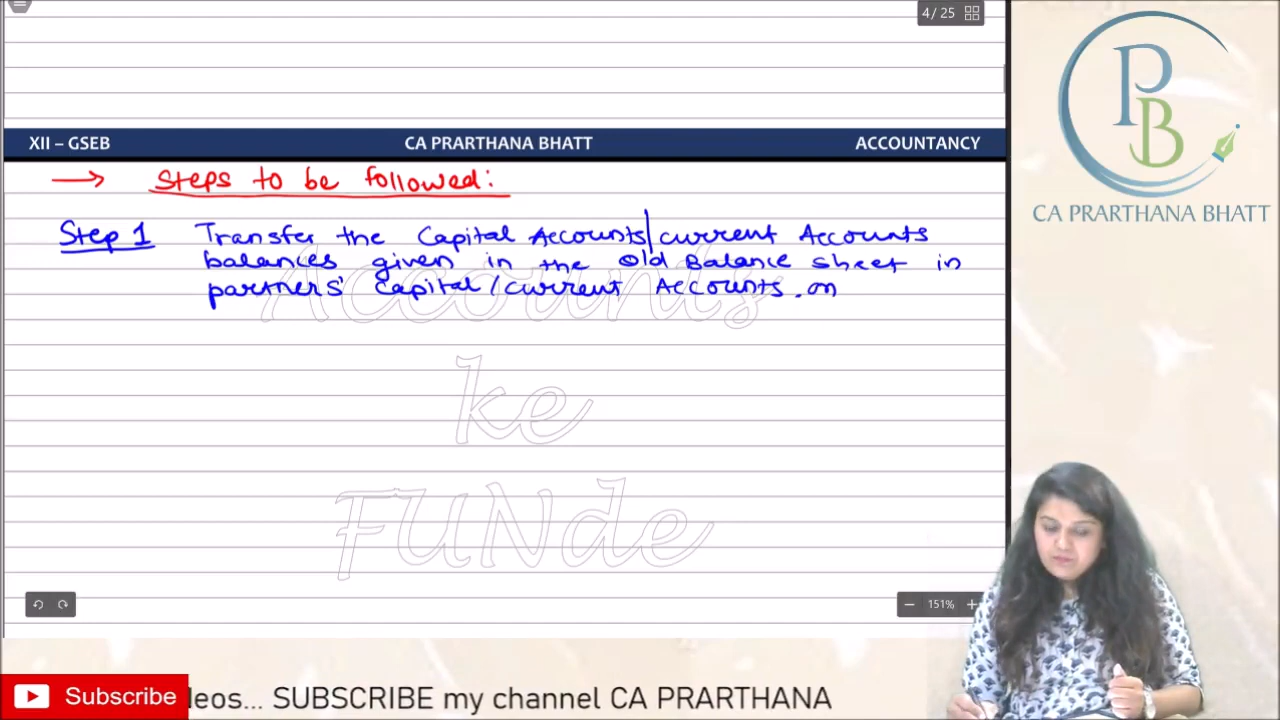 4 / 25
XII – GSEB CA PRARTHANA BHATT ACCOUNTANCY
→ Steps to be followed:
Step 1 Transfer the Capital Accounts/current Accounts
balances given in the Old Balance sheet in
partners' Capital/current Accounts. on
Accounts
ke
FUNde
151%
PB
CA PRARTHANA BHATT
Subscribe deos... SUBSCRIBE my channel CA PRARTHANA